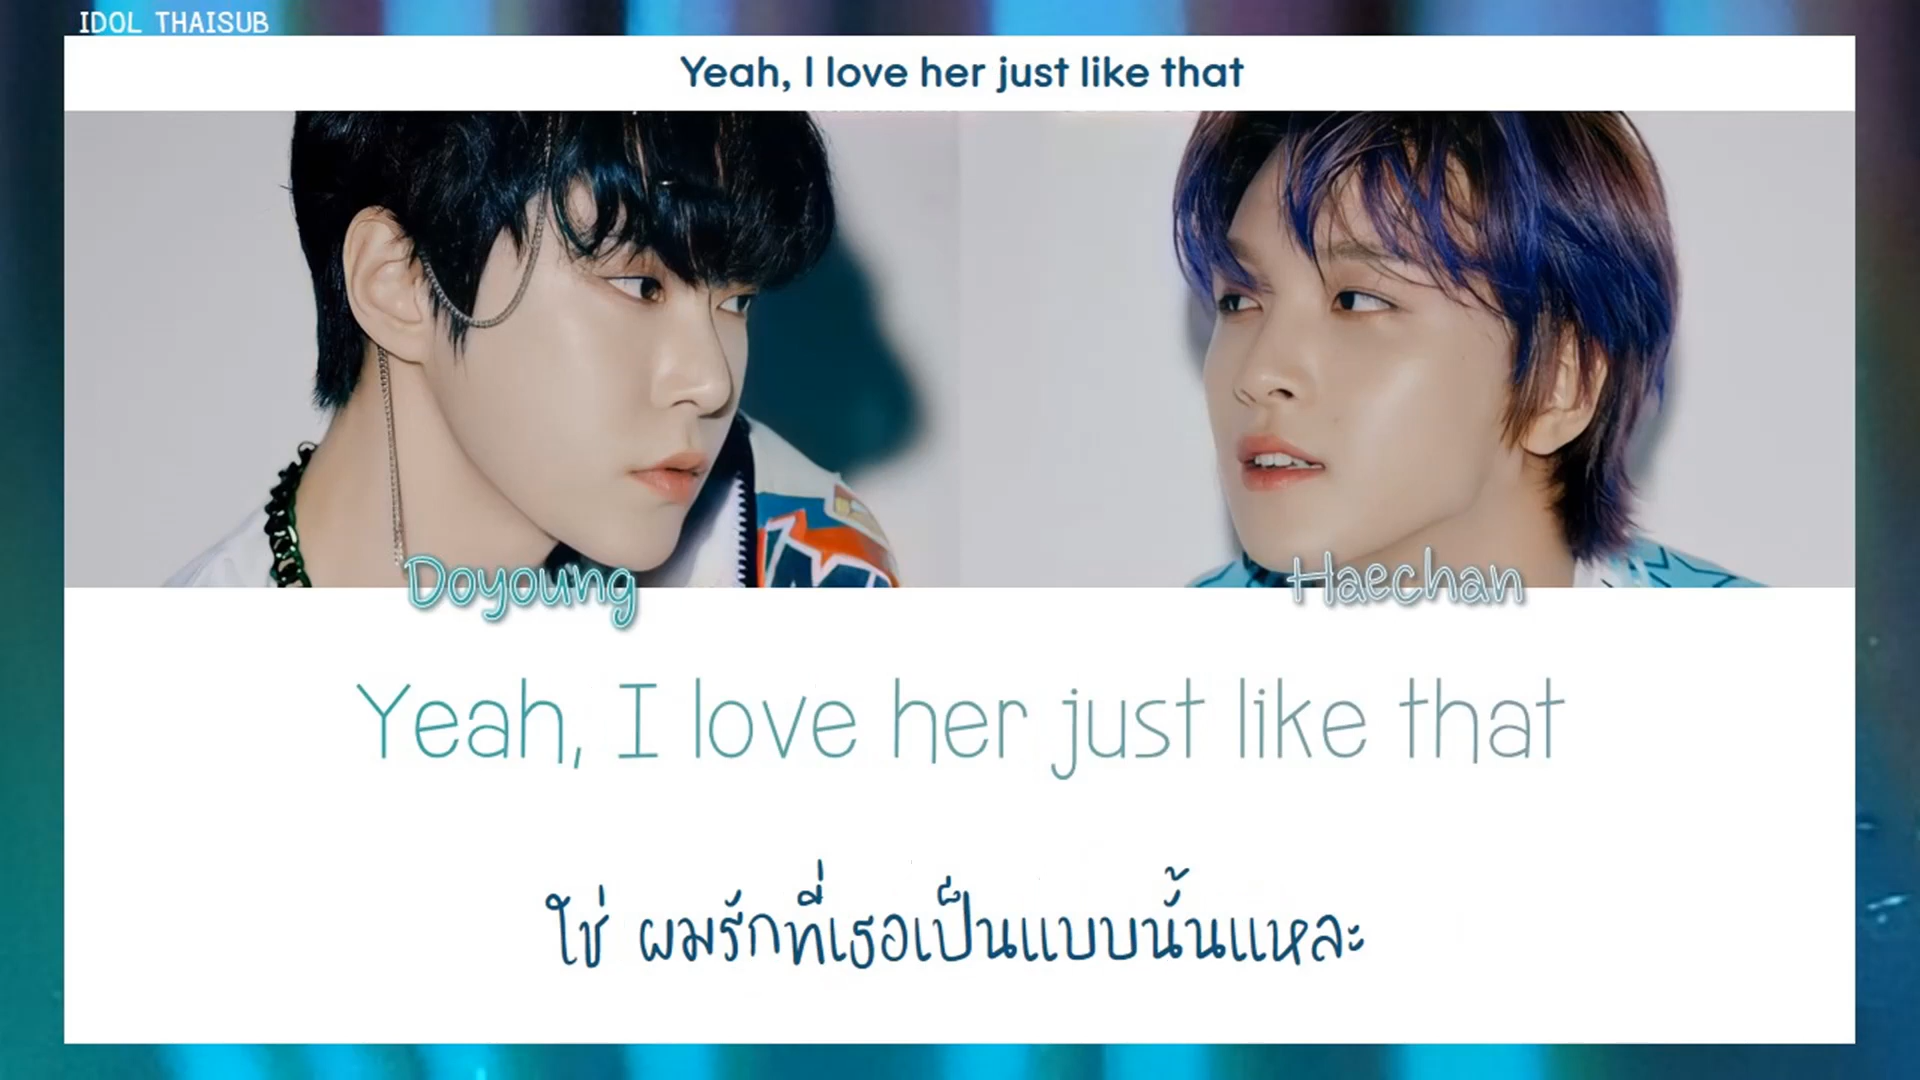 IDOL THAISUB
Yeah, I love her just like that
Doyoung
Haechan
Yeah, I love her just like that
ใช่ ผมรักที่เธอเป็นแบบนั้นแหละ